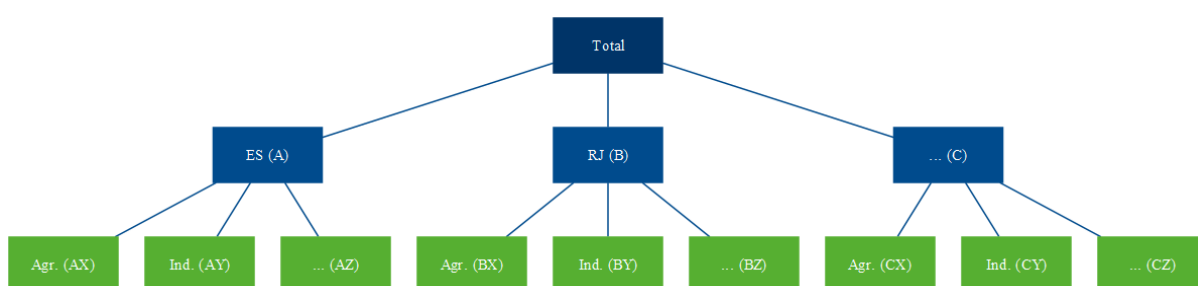 Total
ES (A)
RJ (B)
... (C)
Agr. (AX)
Ind. (AY)
... (AZ)
Agr. (BX)
Ind. (BY)
... (BZ)
Agr. (CX)
Ind. (CY)
... (CZ)